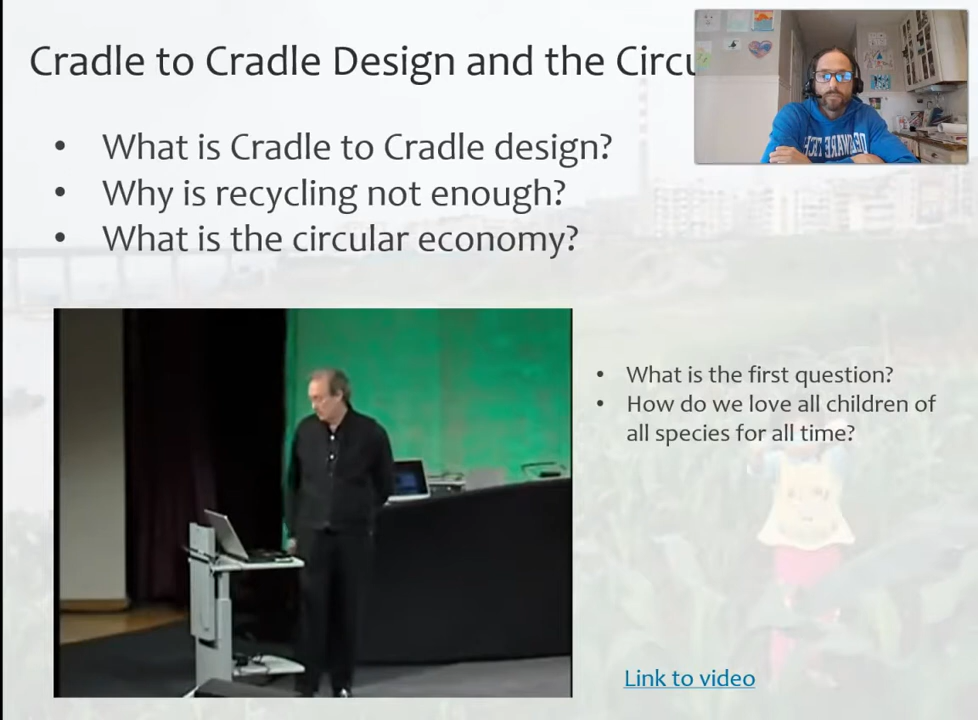 Cradle to Cradle Design and the Circu
• What is Cradle to Cradle design?
• Why is recycling not enough?
• What is the circular economy?
• What is the first question?
• How do we love all children of
all species for all time?
Link to video
DELAWARE TECH